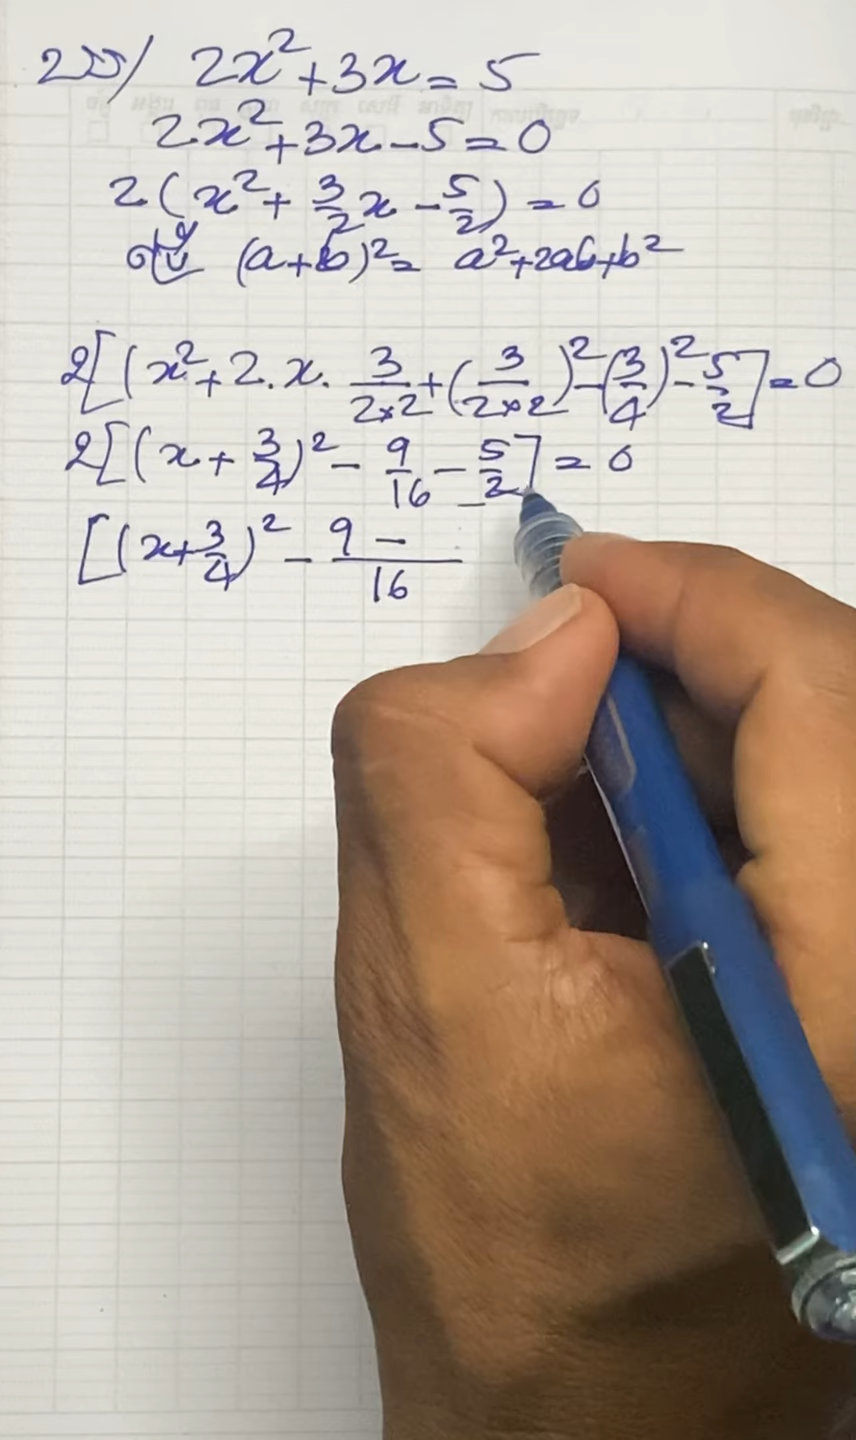 2x² + 3x = 5
2x² + 3x - 5 = 0
2(x² + 3/2 x - 5/2) = 0
(a+b)² = a² + 2ab + b²
2[(x² + 2.x. 3/2×2 + (3/2×2)² - (3/4)² - 5/2] = 0
2[(x + 3/4)² - 9/16 - 5/2] = 0
[(x + 3/4)² - 9 - /16